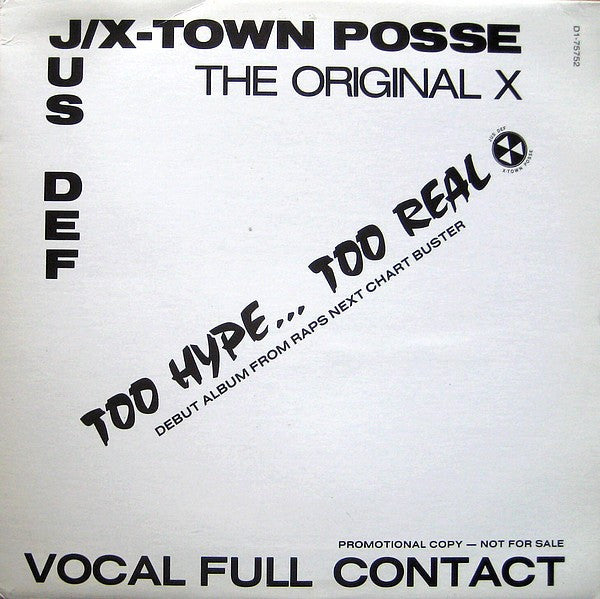 J/X-TOWN POSSE
JUS DEF
THE ORIGINAL X
D1-75752
JUS DEF
X-TOWN POSSE
TOO HYPE... TOO REAL
DEBUT ALBUM FROM RAPS NEXT CHART BUSTER
PROMOTIONAL COPY — NOT FOR SALE
VOCAL FULL CONTACT